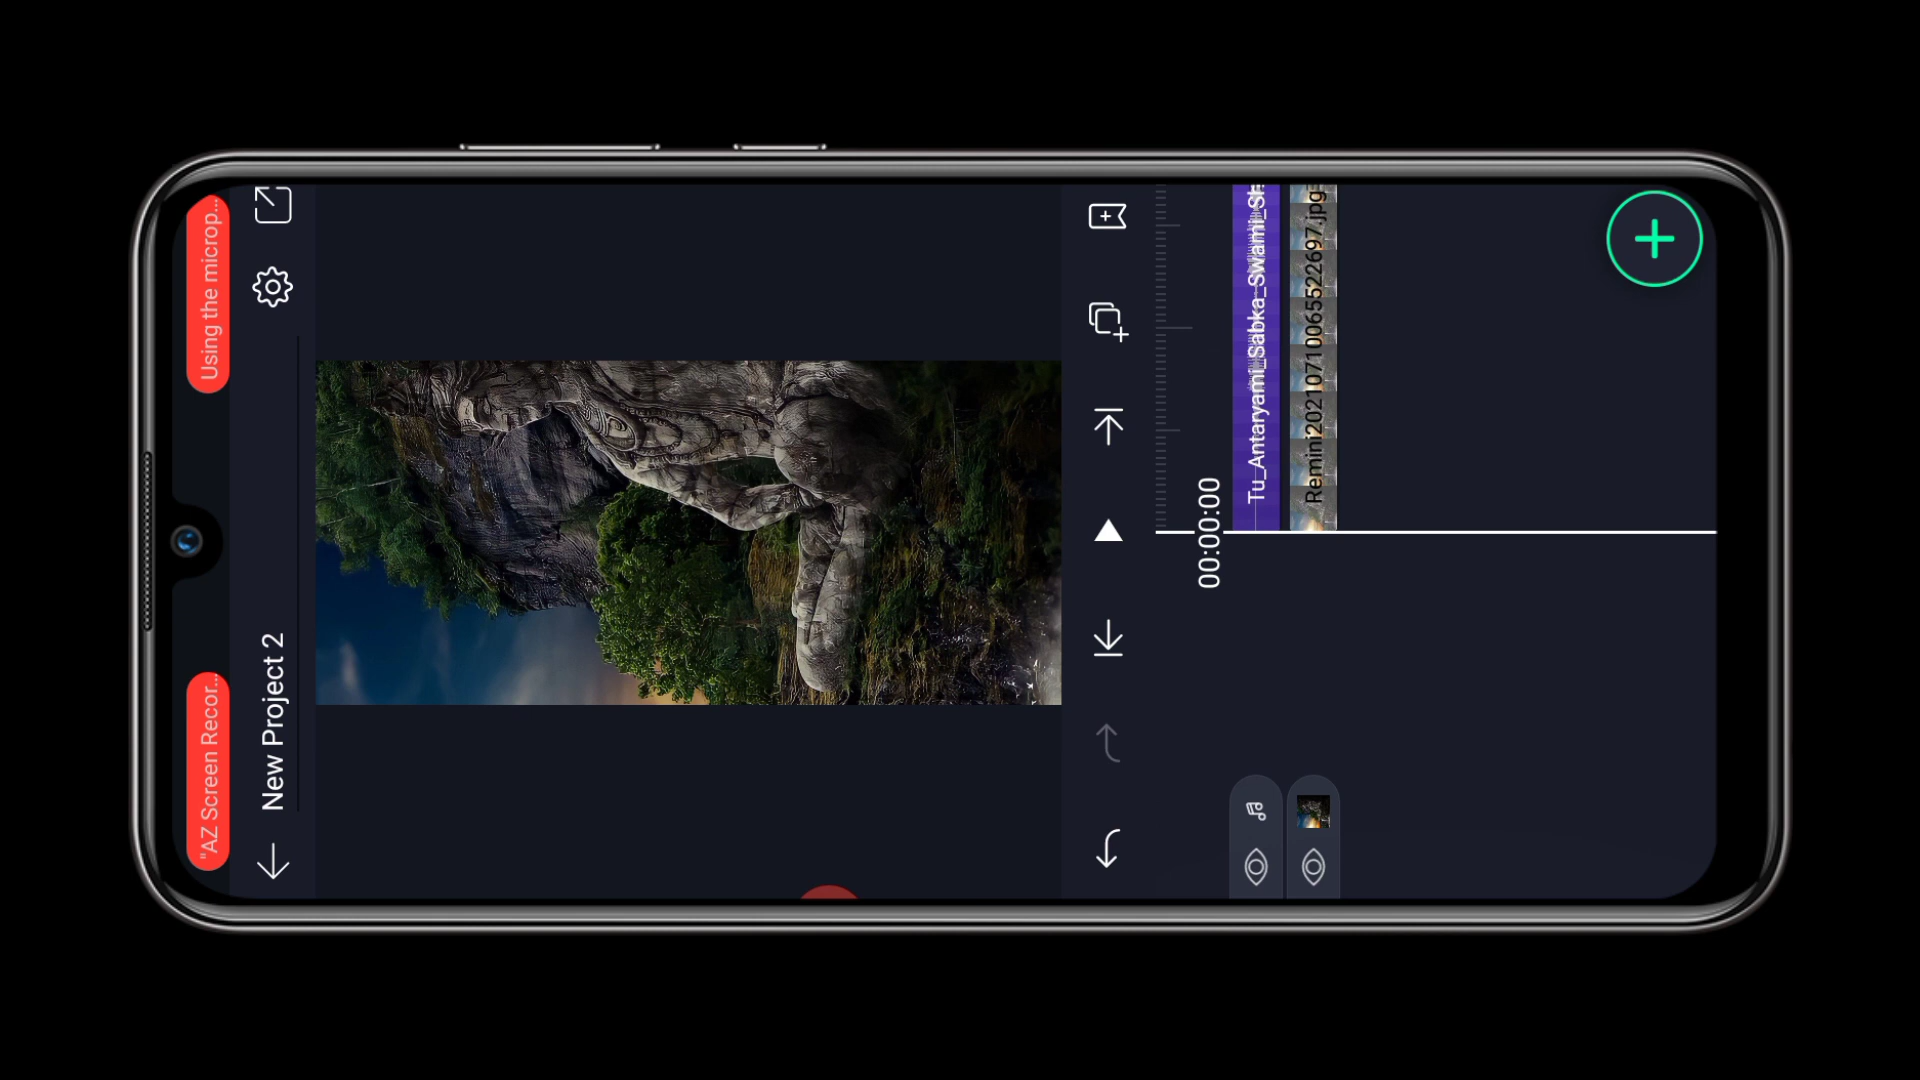 "AZ Screen Recor...
Using the microp...
New Project 2
00:00:00
Tu_Antaryami_Sabka_Swami_Sh
Remini20210710065522697.jpg